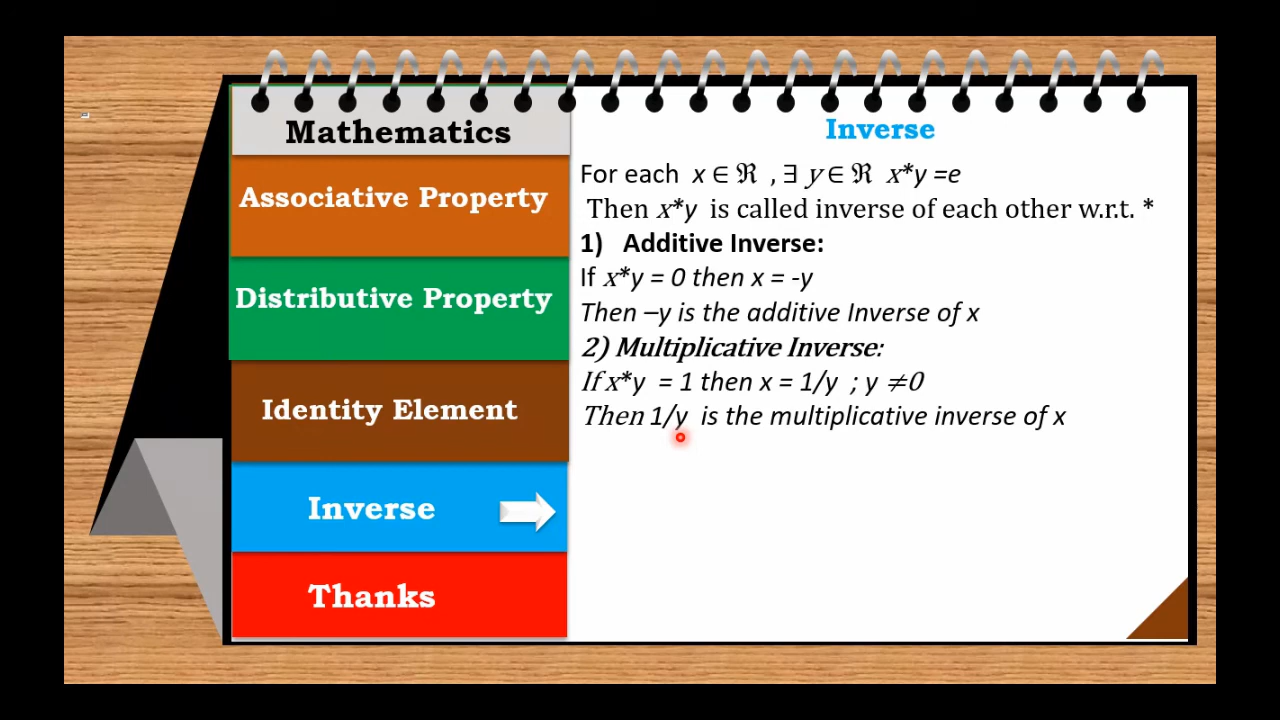 Mathematics
Associative Property
Distributive Property
Identity Element
Inverse
Thanks
Inverse
For each x ∈ ℜ , ∃ y ∈ ℜ x*y =e
Then x*y is called inverse of each other w.r.t. *
1) Additive Inverse:
If x*y = 0 then x = -y
Then –y is the additive Inverse of x
2) Multiplicative Inverse:
If x*y = 1 then x = 1/y ; y ≠0
Then 1/y is the multiplicative inverse of x